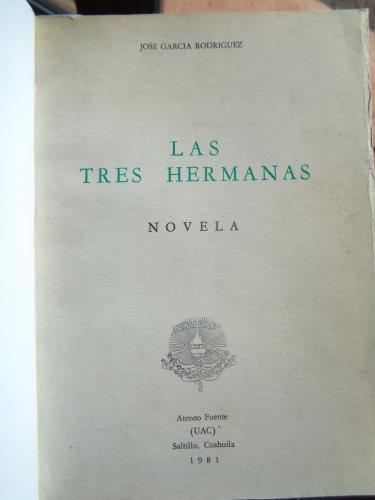 JOSE GARCIA RODRIGUEZ
LAS
TRES HERMANAS
NOVELA
Ateneo Fuente
(UAC)
Saltillo, Coahuila
1981